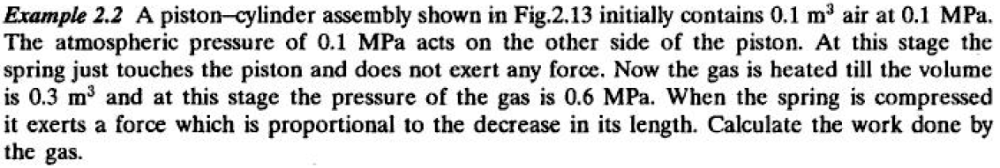 Example 2.2 A piston–cylinder assembly shown in Fig.2.13 initially contains 0.1 m³ air at 0.1 MPa.
The atmospheric pressure of 0.1 MPa acts on the other side of the piston. At this stage the
spring just touches the piston and does not exert any force. Now the gas is heated till the volume
is 0.3 m³ and at this stage the pressure of the gas is 0.6 MPa. When the spring is compressed
it exerts a force which is proportional to the decrease in its length. Calculate the work done by
the gas.